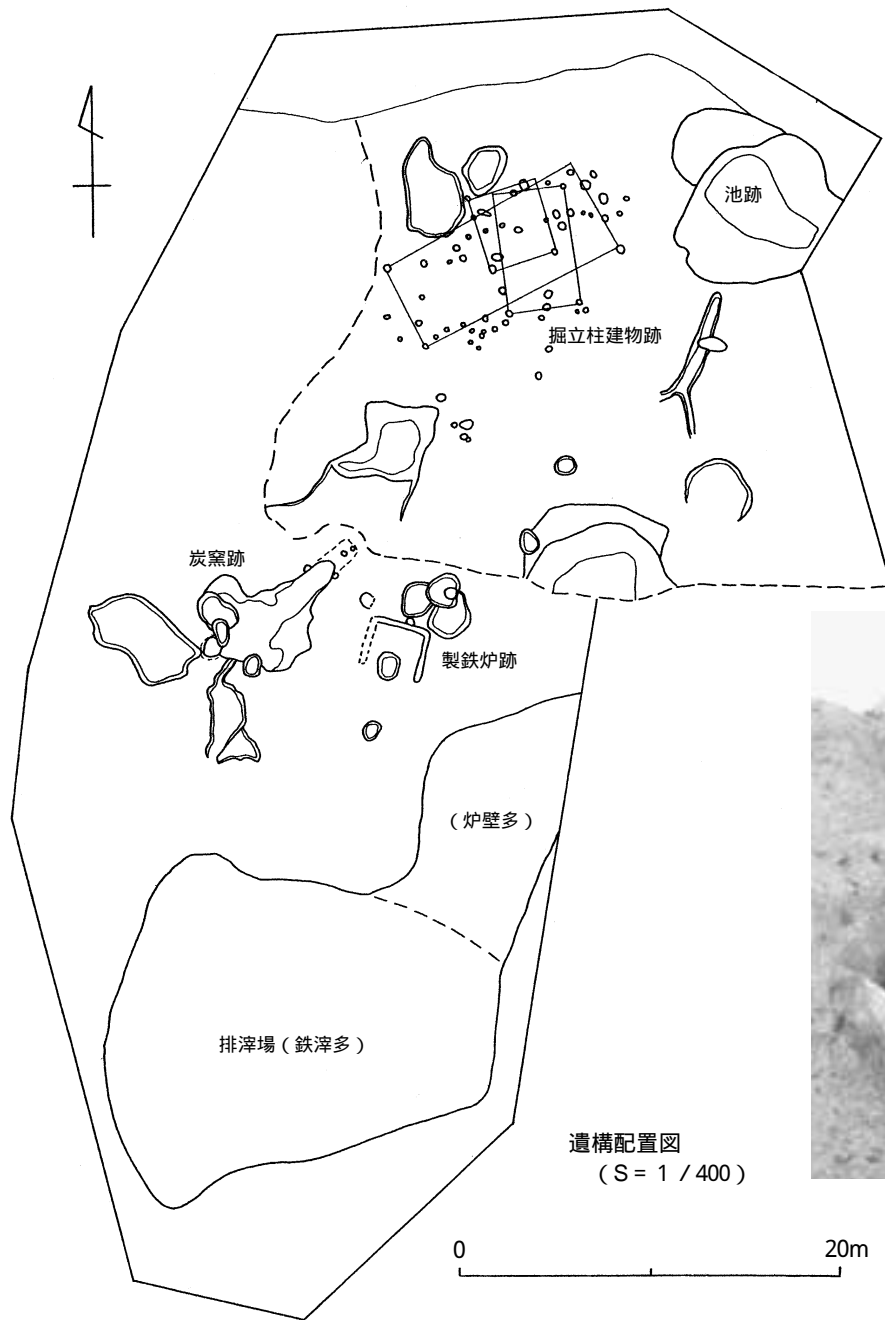 池跡
掘立柱建物跡
炭窯跡
製鉄炉跡
（炉壁多）
排滓場（鉄滓多）
遺構配置図
（S = 1 / 400）
0 20m